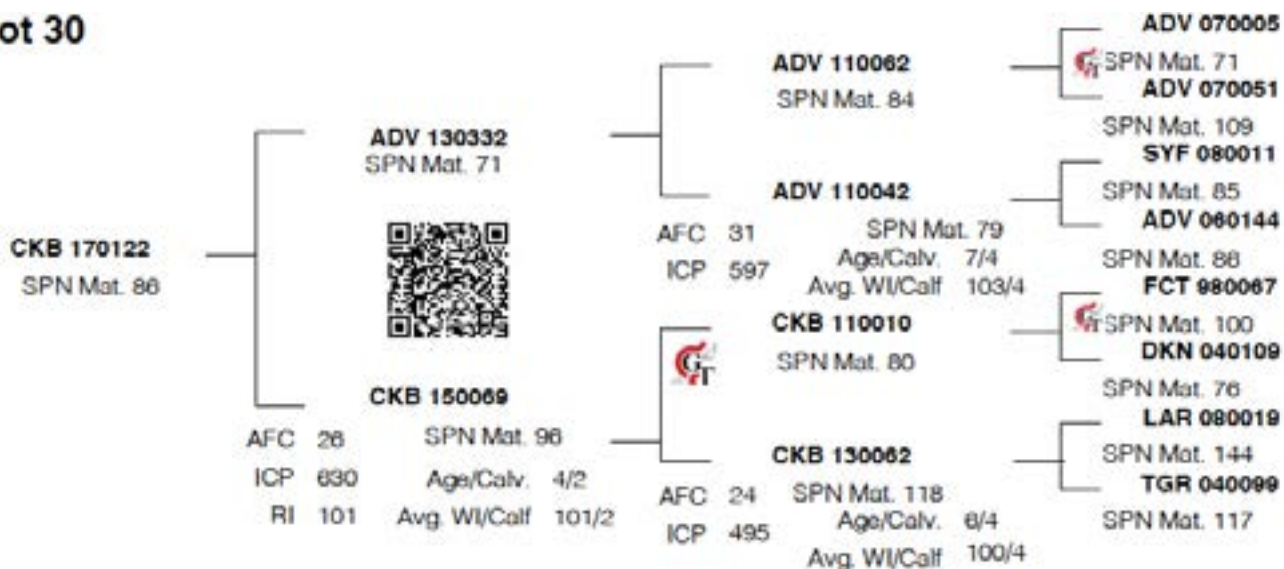 ot 30
CKB 170122
SPN Mat. 86
ADV 130332
SPN Mat. 71
CKB 150069
AFC 26 SPN Mat. 96
ICP 630 Age/Calv. 4/2
RI 101 Avg. WI/Calf 101/2
ADV 110062
SPN Mat. 84
ADV 110042
AFC 31 SPN Mat. 79
ICP 597 Age/Calv. 7/4
Avg. WI/Calf 103/4
GT
CKB 110010
SPN Mat. 80
CKB 130062
AFC 24 SPN Mat. 118
ICP 495 Age/Calv. 6/4
Avg. WI/Calf 100/4
ADV 070005
SPN Mat. 71
ADV 070051
SPN Mat. 109
SYF 080011
SPN Mat. 85
ADV 060144
SPN Mat. 86
FCT 980067
SPN Mat. 100
DKN 040109
SPN Mat. 76
LAR 080019
SPN Mat. 144
TGR 040099
SPN Mat. 117